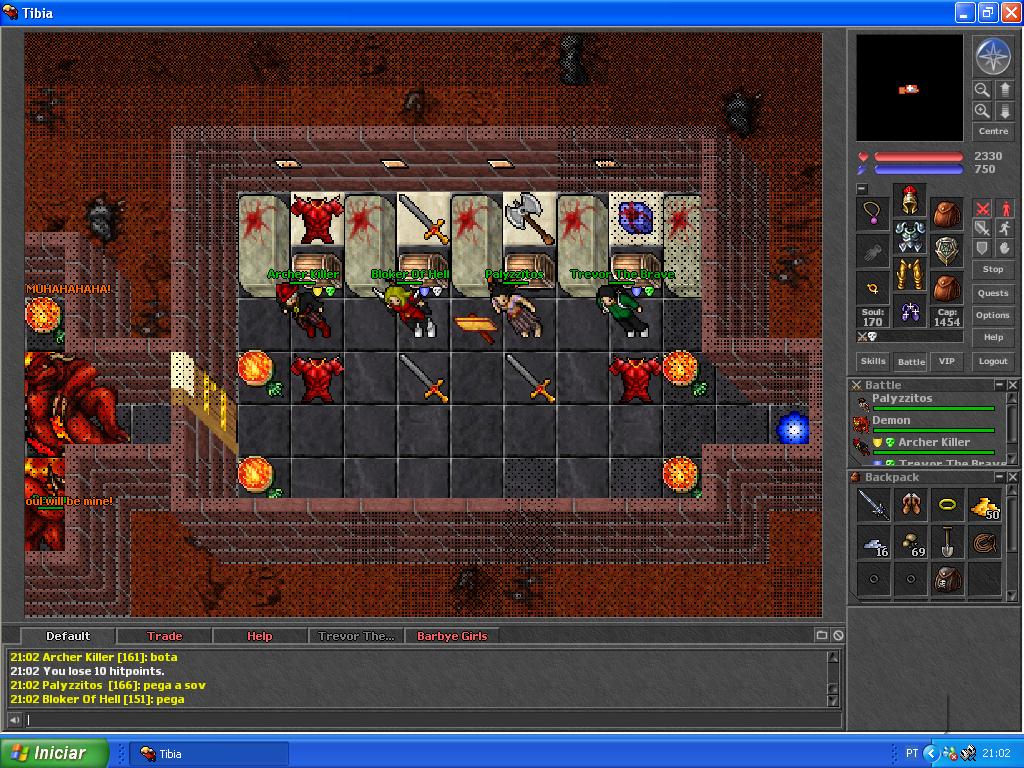 Tibia
Centre
2330
750
Soul:
170
Cap:
1454
Stop
Quests
Options
Help
Skills
Battle
VIP
Logout
Archer Killer
Bloker Of Hell
Palyzzitos
Trevor The Brave
MUHAHAHAHA!
oul will be mine!
Battle
Palyzzitos
Demon
Archer Killer
Trevor The Brave
Backpack
50
16
69
Default
Trade
Help
Trevor The...
Barbye Girls
21:02 Archer Killer [161]: bota
21:02 You lose 10 hitpoints.
21:02 Palyzzitos [166]: pega a sov
21:02 Bloker Of Hell [151]: pega
Iniciar
Tibia
PT
21:02